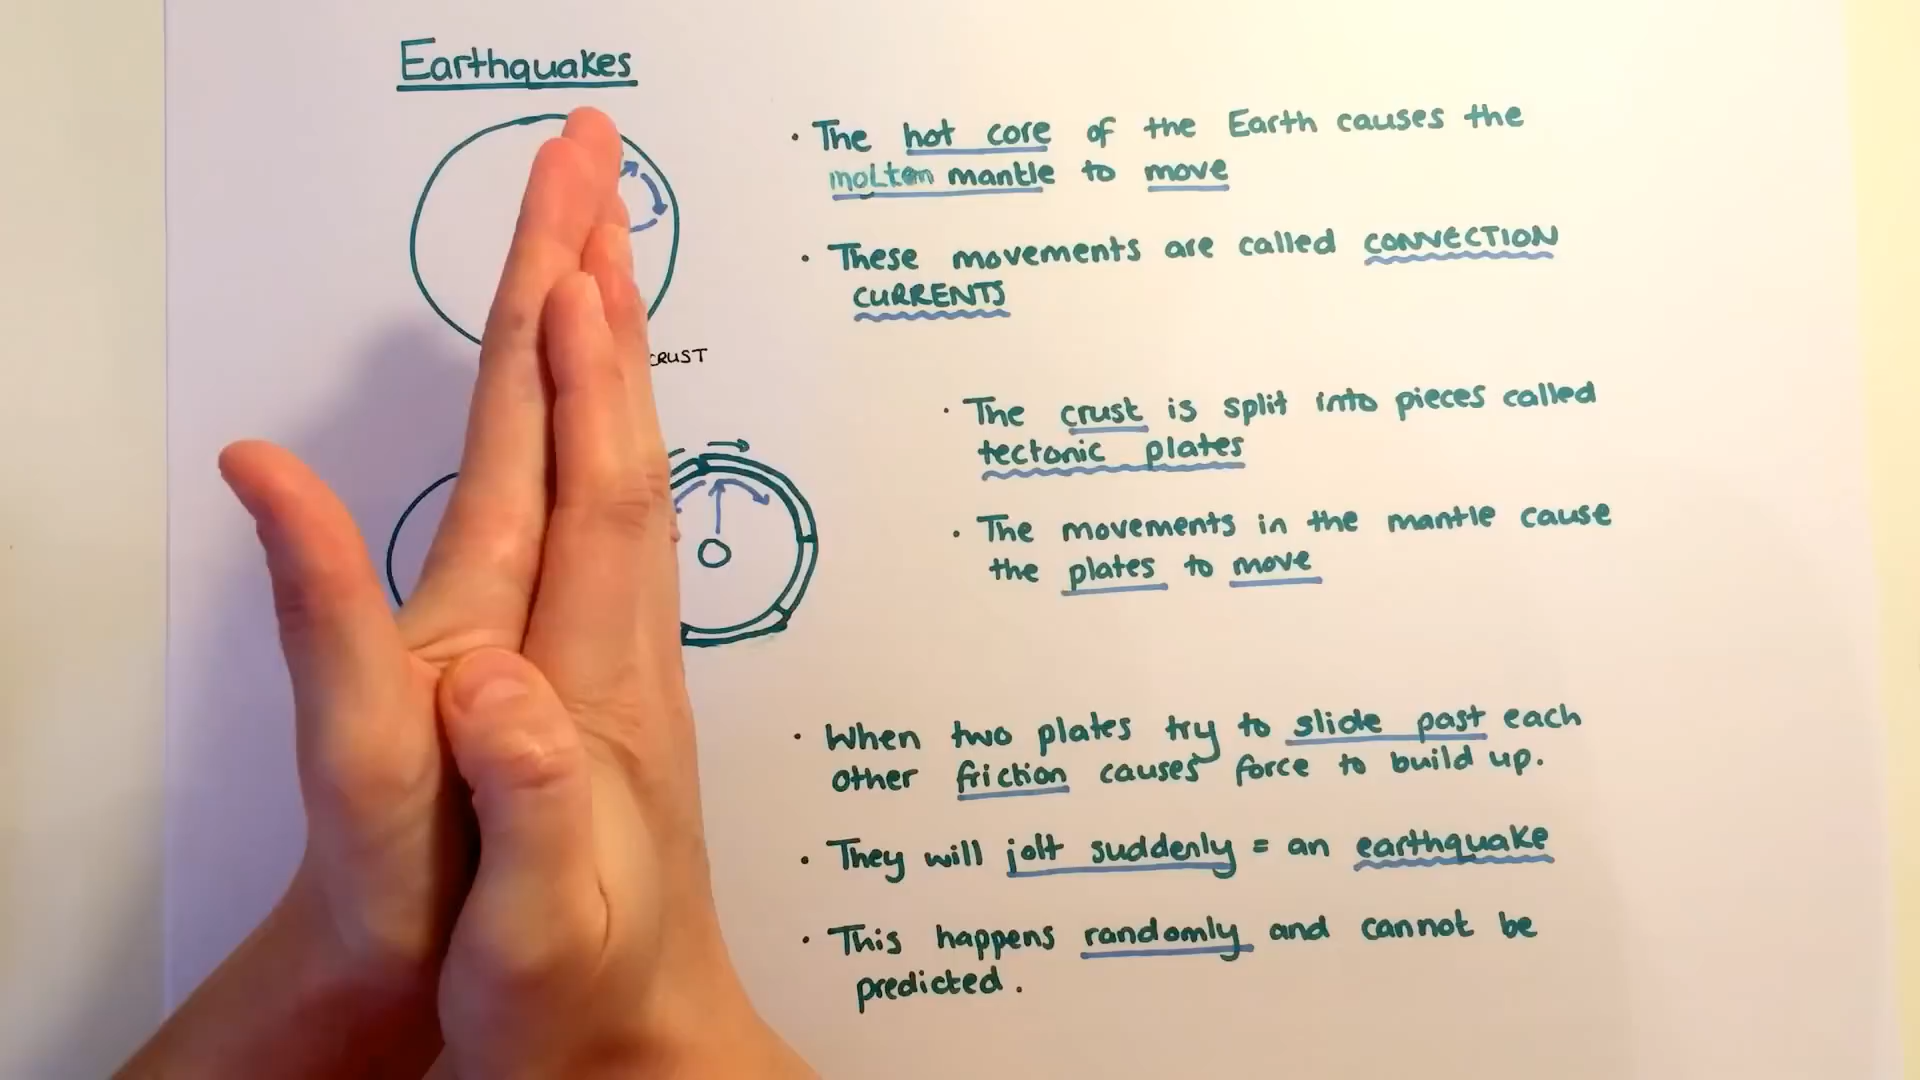 Earthquakes
• The hot core of the Earth causes the
molten mantle to move
• These movements are called CONVECTION
CURRENTS
CRUST
• The crust is split into pieces called
tectonic plates
• The movements in the mantle cause
the plates to move
• When two plates try to slide past each
other friction causes force to build up.
• They will jolt suddenly = an earthquake
• This happens randomly and cannot be
predicted.